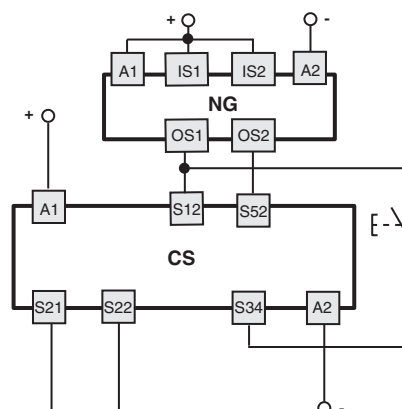 + -
A1 IS1 IS2 A2
NG
OS1 OS2
+
A1 S12 S52
CS
S21 S22 S34 A2
-